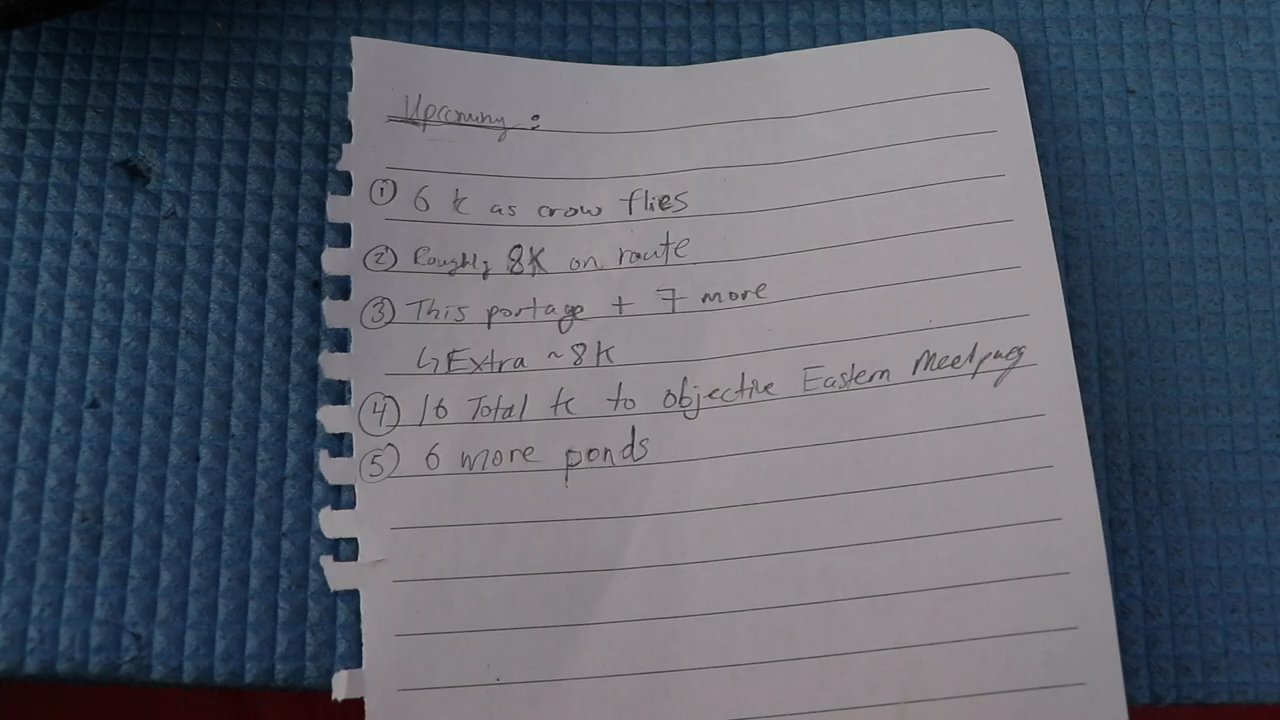 Upcoming :
① 6 k as crow flies
② Roughly 8K on route
③ This portage + 7 more
↳ Extra ~8K
④ 16 Total k to objective Eastern Meelpaeg
⑤ 6 more ponds